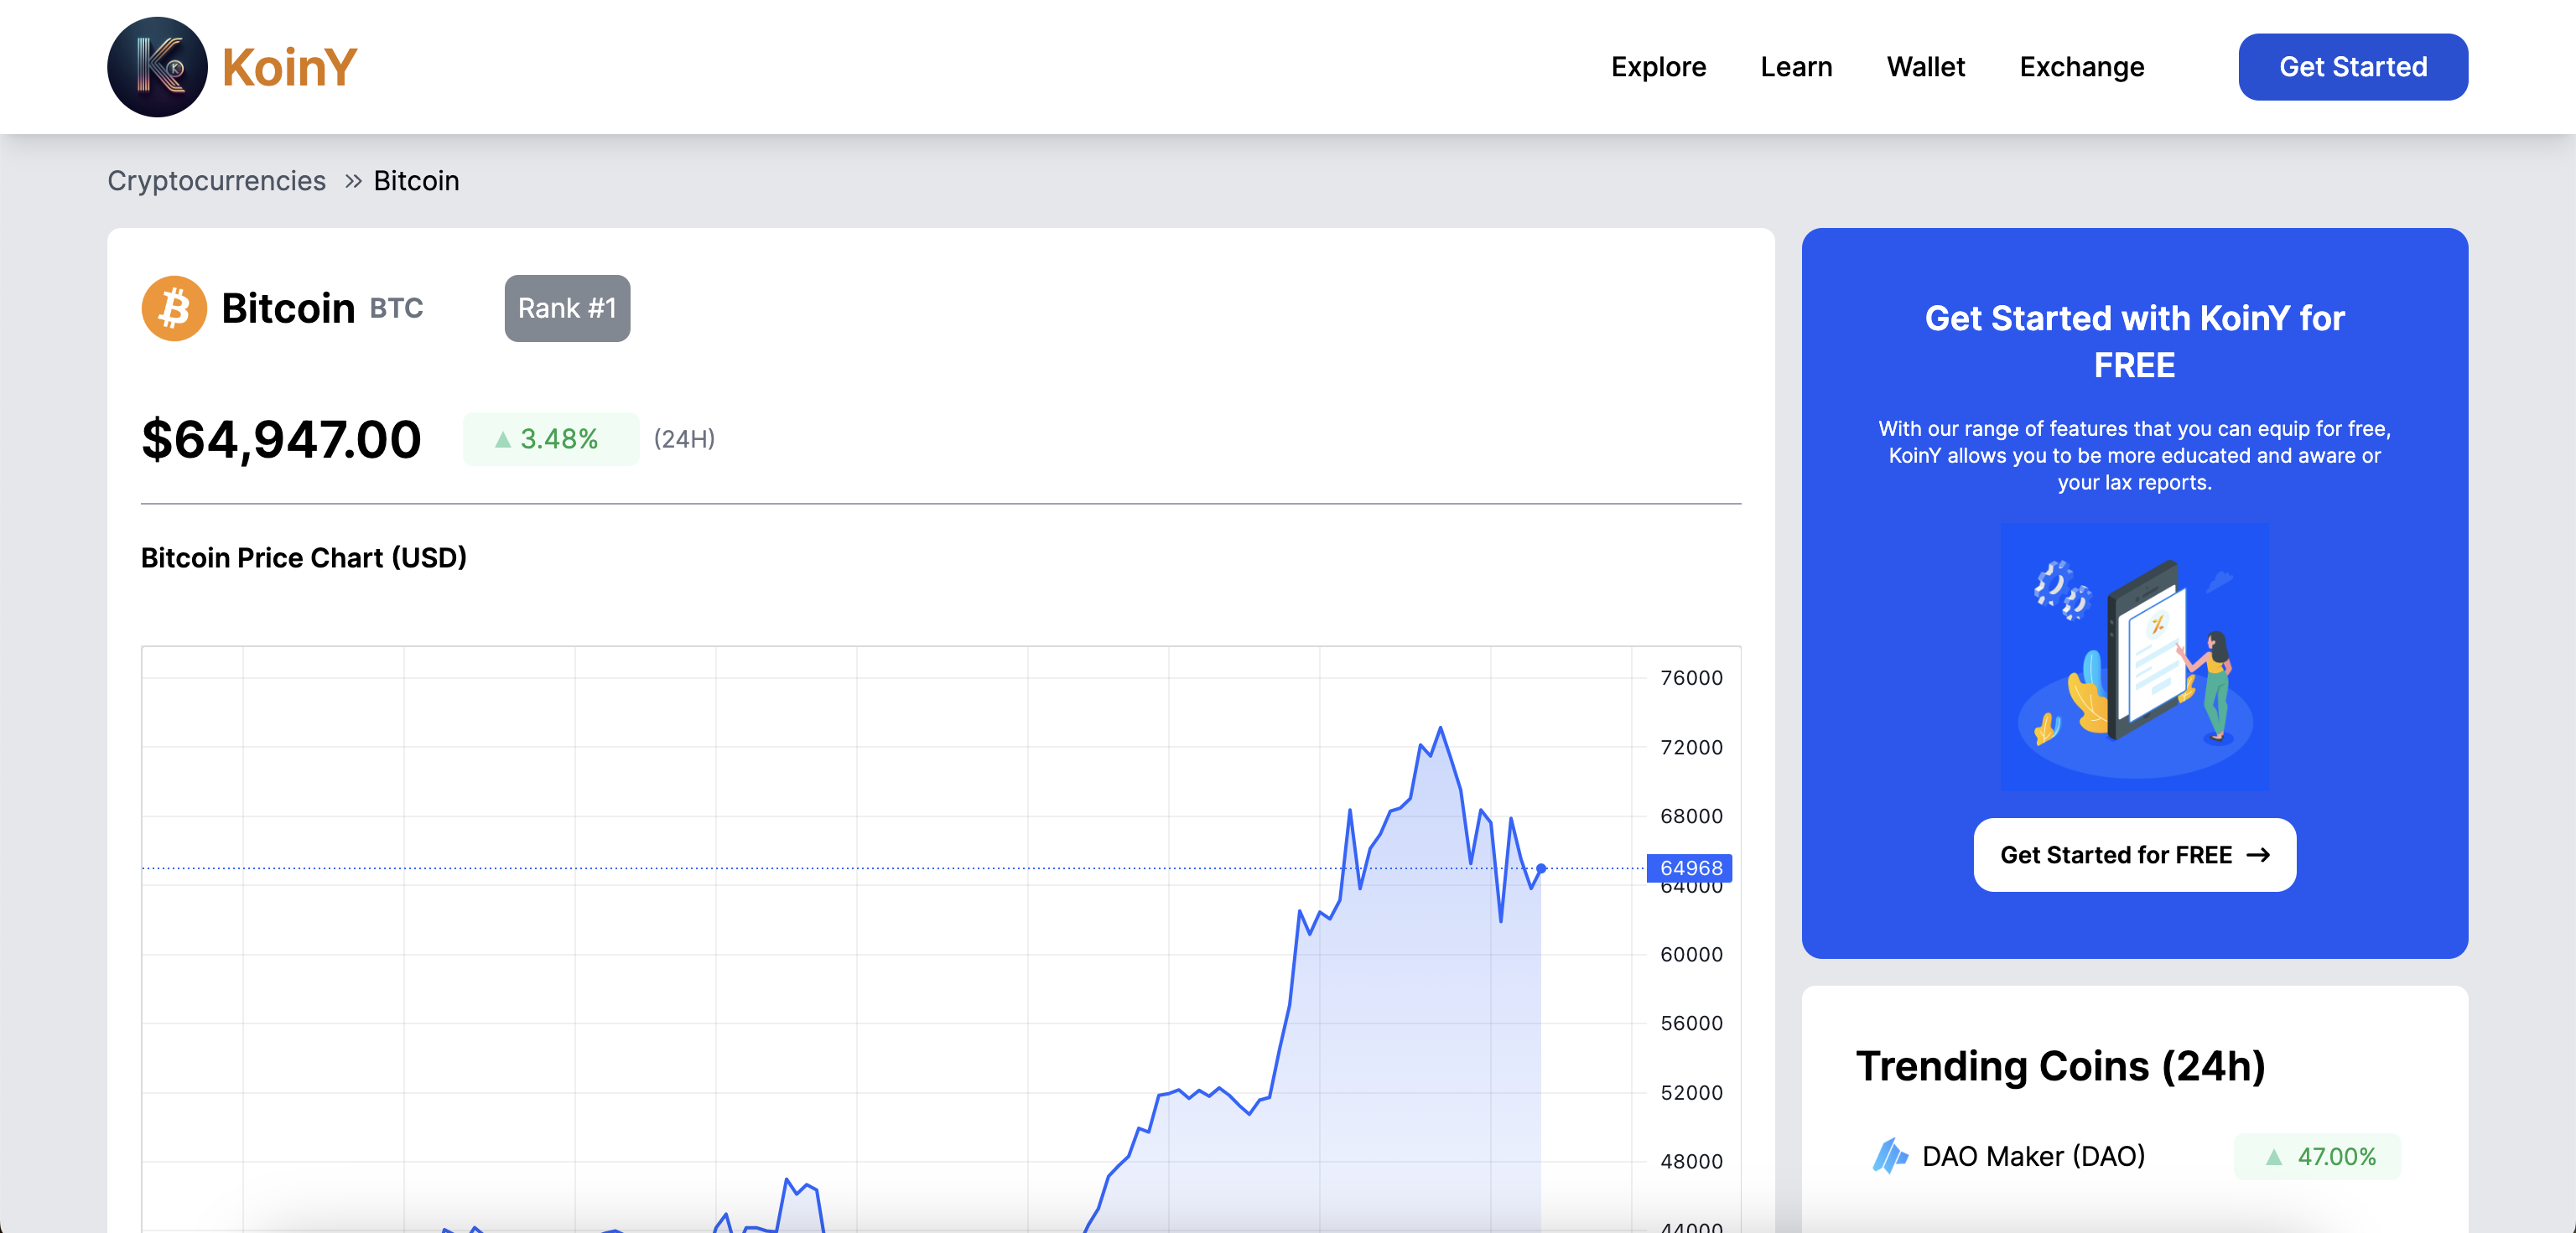 KoinY
Explore Learn Wallet Exchange Get Started
Cryptocurrencies » Bitcoin
Bitcoin BTC Rank #1
$64,947.00 ▲ 3.48% (24H)
Bitcoin Price Chart (USD)
76000
72000
68000
64968
64000
60000
56000
52000
48000
44000
Get Started with KoinY for
FREE
With our range of features that you can equip for free,
KoinY allows you to be more educated and aware or
your lax reports.
Get Started for FREE →
Trending Coins (24h)
DAO Maker (DAO) ▲ 47.00%